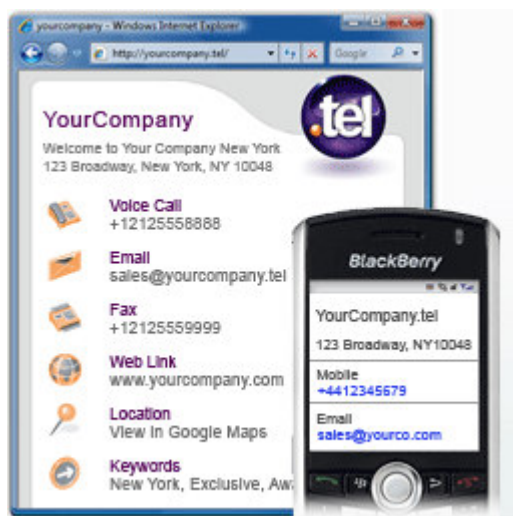 yourcompany - Windows Internet Explorer
http://yourcompany.tel/
Google
.tel
YourCompany
Welcome to Your Company New York
123 Broadway, New York, NY 10048
Voice Call
+12125558888
Email
sales@yourcompany.tel
Fax
+12125559999
Web Link
www.yourcompany.com
Location
View in Google Maps
Keywords
New York, Exclusive,
BlackBerry
YourCompany.tel
123 Broadway, NY10048
Mobile
+4412345679
Email
sales@yourco.com